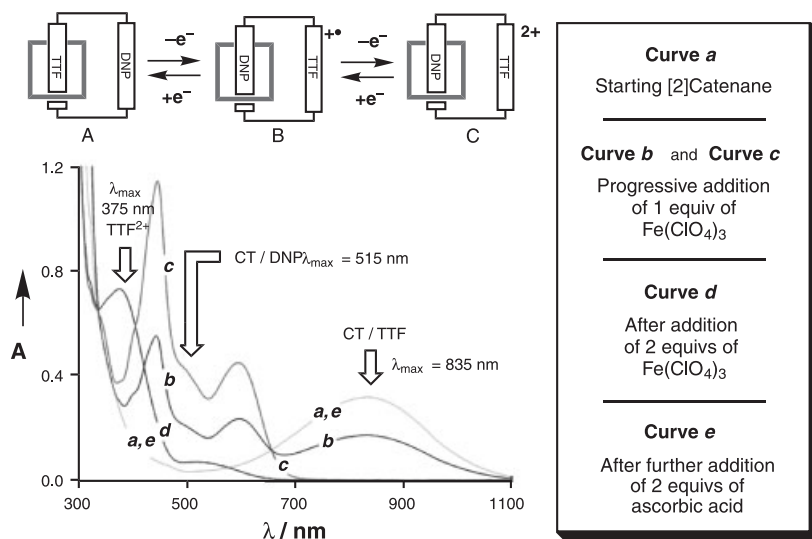 TTF
DNP
–e–
+e–
DNP
TTF
+•
–e–
+e–
DNP
TTF
2+
A
B
C
1.2
0.8
0.4
0.0
A
λmax
375 nm
TTF2+
c
CT / DNPλmax = 515 nm
CT / TTF
λmax = 835 nm
b
a,e
d
a,e
b
c
300
500
700
900
1100
λ / nm
Curve a
Starting [2]Catenane
Curve b and Curve c
Progressive addition
of 1 equiv of
Fe(ClO4)3
Curve d
After addition
of 2 equivs of
Fe(ClO4)3
Curve e
After further addition
of 2 equivs of
ascorbic acid